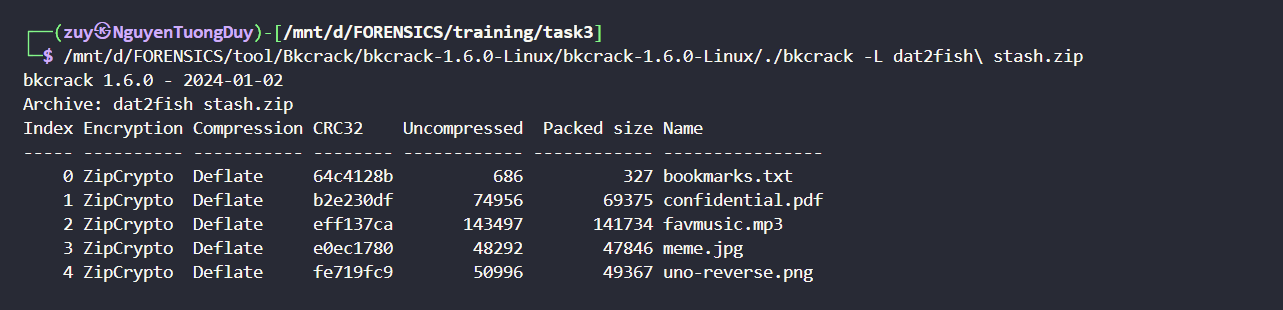 ┌──(zuy㉿NguyenTuongDuy)-[/mnt/d/FORENSICS/training/task3]
└─$ /mnt/d/FORENSICS/tool/Bkcrack/bkcrack-1.6.0-Linux/bkcrack-1.6.0-Linux/./bkcrack -L dat2fish\ stash.zip
bkcrack 1.6.0 - 2024-01-02
Archive: dat2fish stash.zip
Index Encryption Compression CRC32    Uncompressed  Packed size Name
----- ---------- ----------- -------- ------------ ------------ ----------------
    0 ZipCrypto  Deflate     64c4128b          686          327 bookmarks.txt
    1 ZipCrypto  Deflate     b2e230df        74956        69375 confidential.pdf
    2 ZipCrypto  Deflate     eff137ca       143497       141734 favmusic.mp3
    3 ZipCrypto  Deflate     e0ec1780        48292        47846 meme.jpg
    4 ZipCrypto  Deflate     fe719fc9        50996        49367 uno-reverse.png